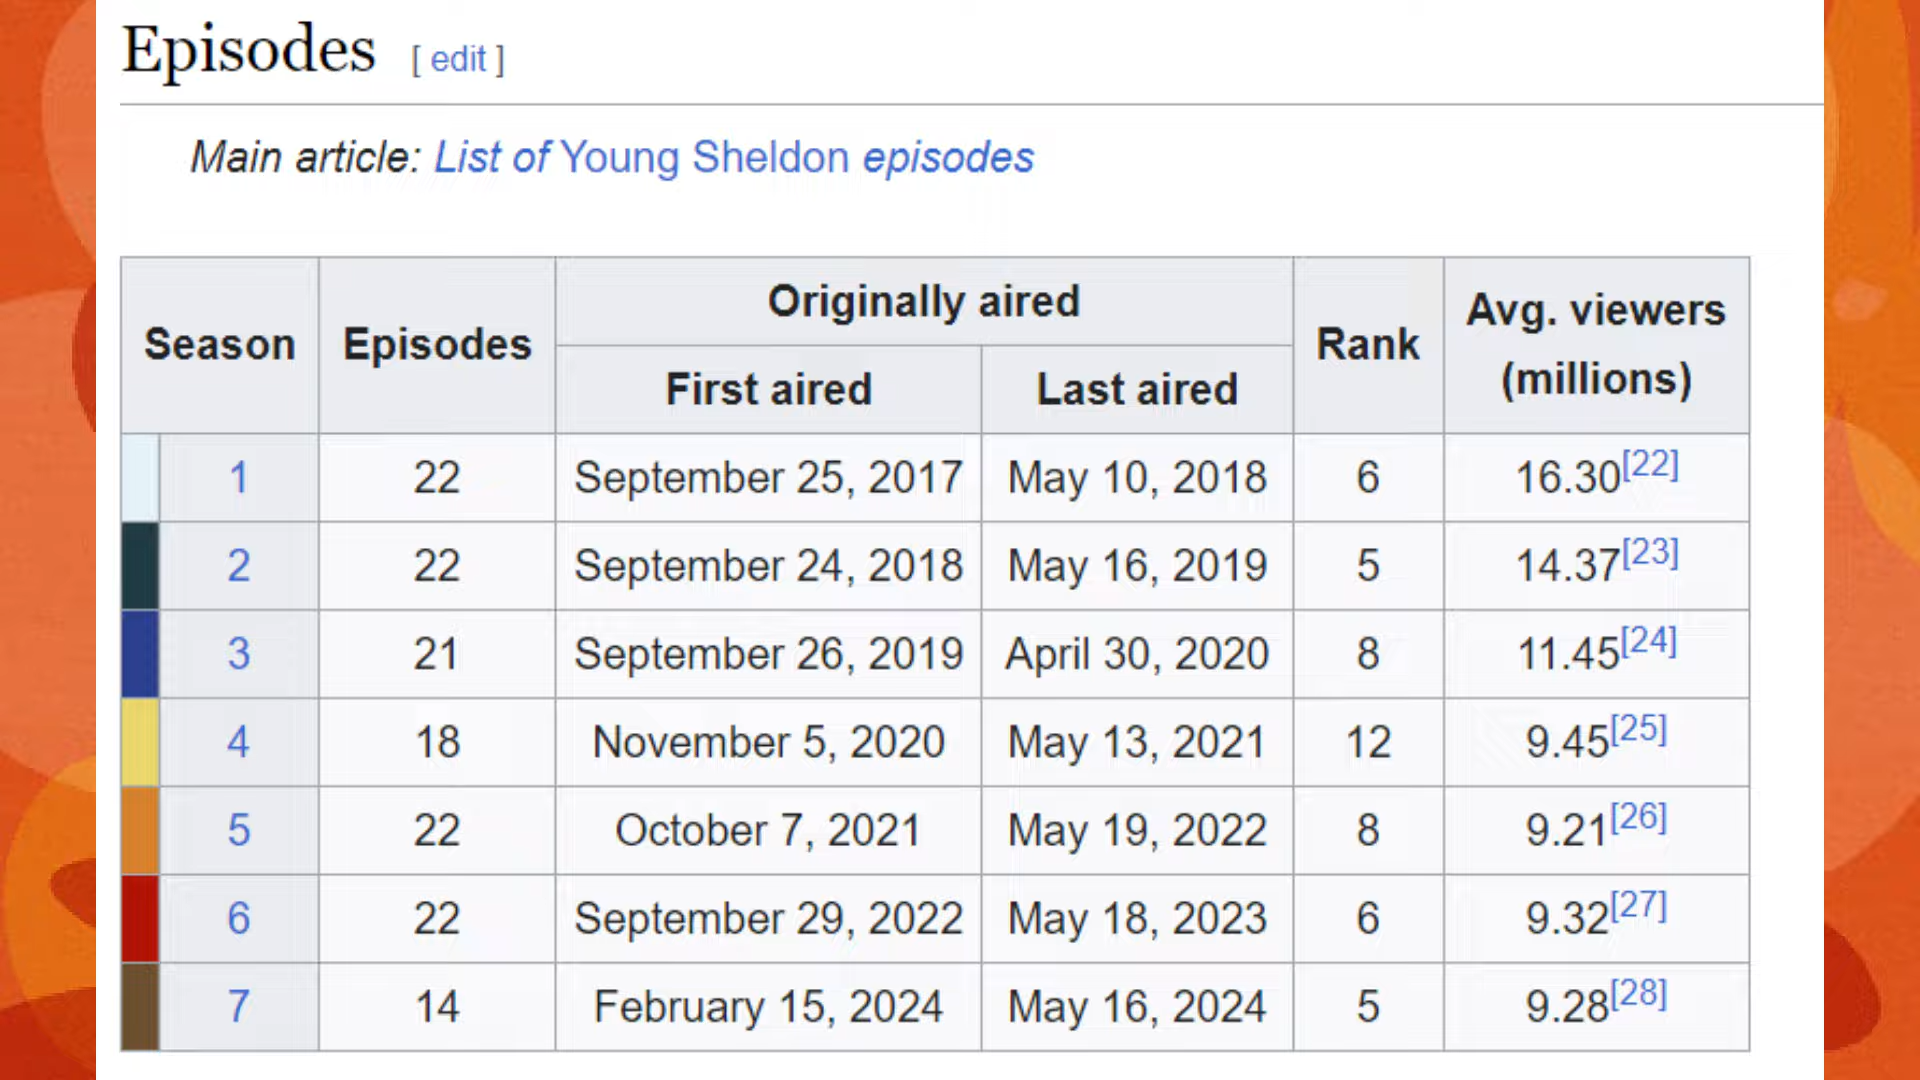 Episodes [ edit ]
Main article: List of Young Sheldon episodes
Season Episodes Originally aired Rank Avg. viewers (millions)
First aired Last aired
1 22 September 25, 2017 May 10, 2018 6 16.30[22]
2 22 September 24, 2018 May 16, 2019 5 14.37[23]
3 21 September 26, 2019 April 30, 2020 8 11.45[24]
4 18 November 5, 2020 May 13, 2021 12 9.45[25]
5 22 October 7, 2021 May 19, 2022 8 9.21[26]
6 22 September 29, 2022 May 18, 2023 6 9.32[27]
7 14 February 15, 2024 May 16, 2024 5 9.28[28]